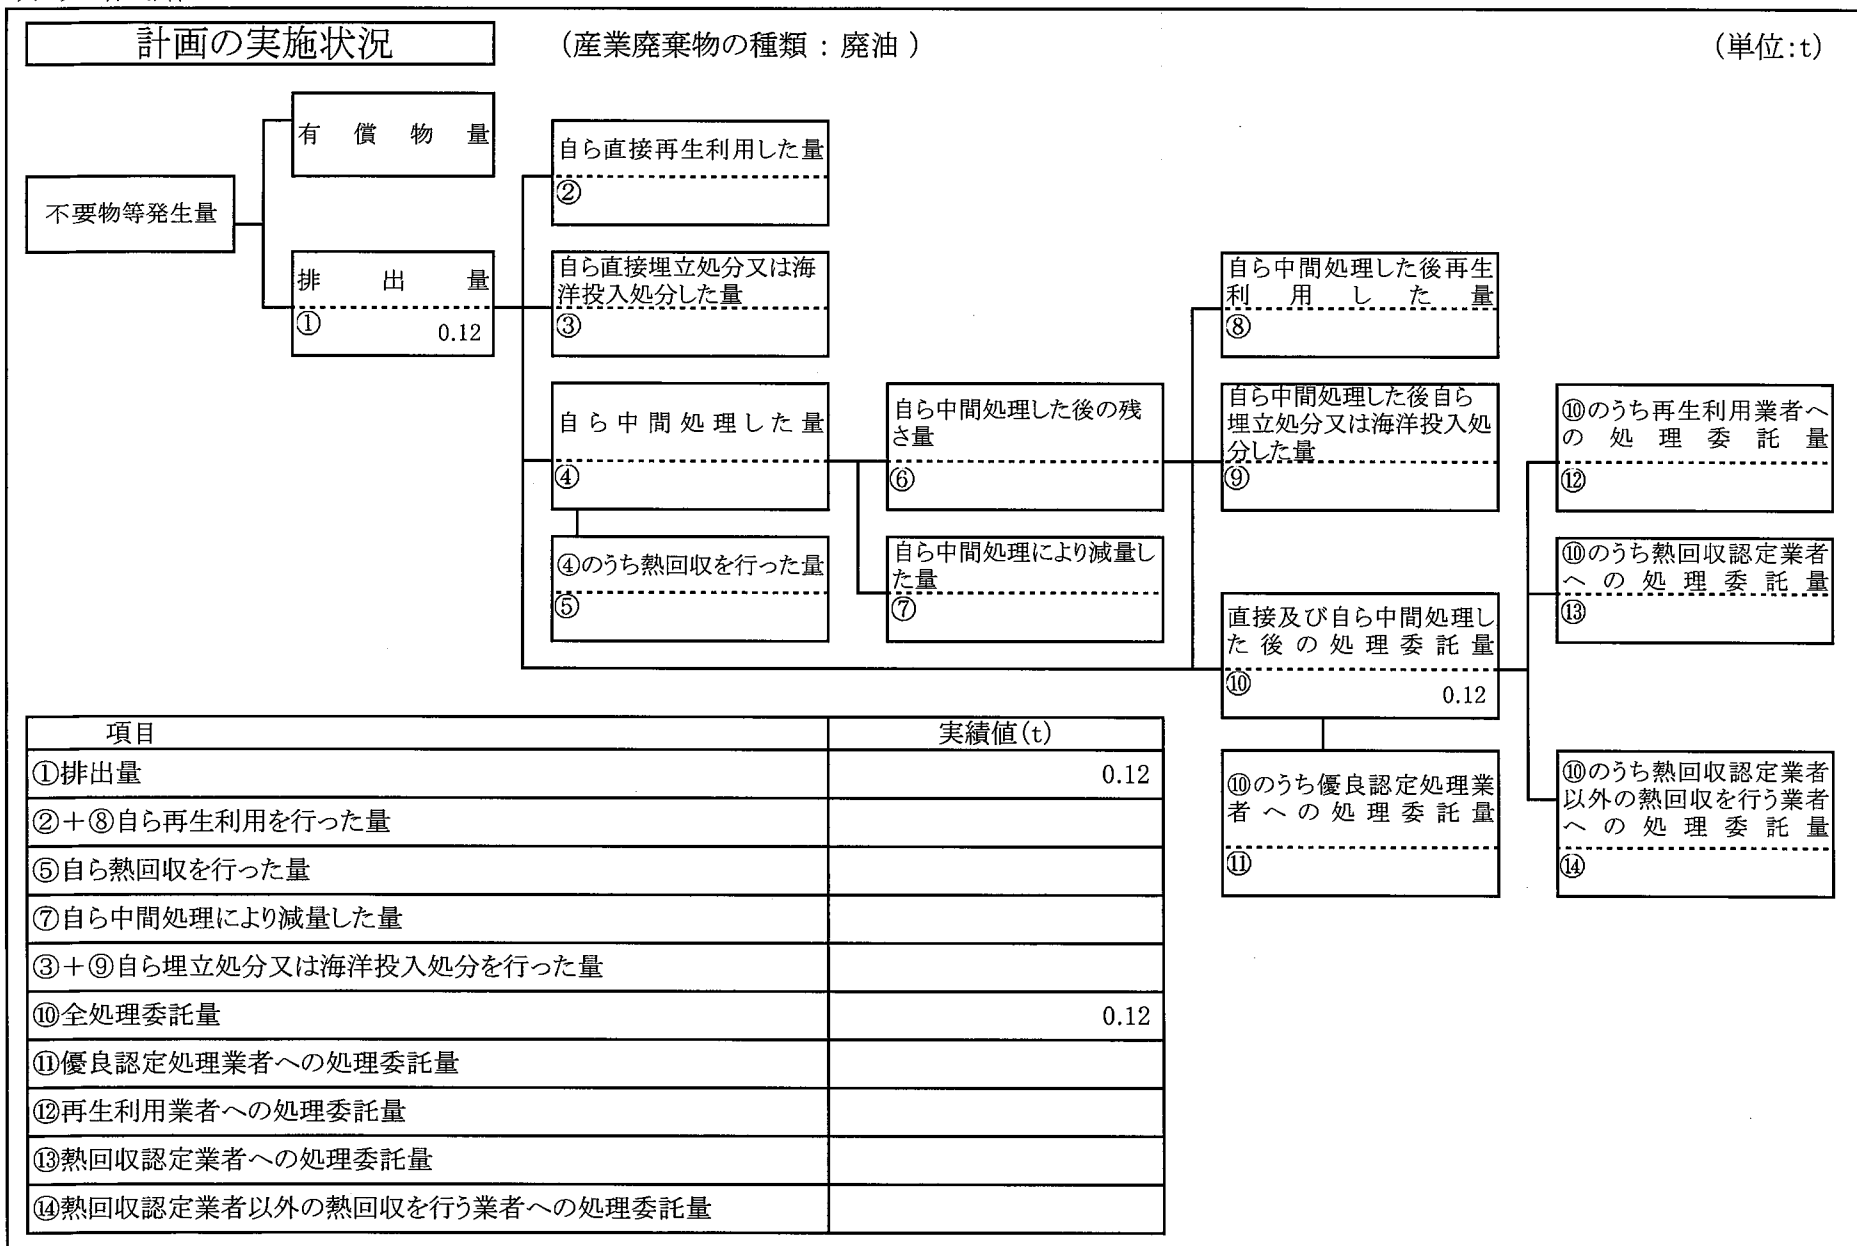 計画の実施状況
（産業廃棄物の種類：廃油）
（単位:t）
有償物量
不要物等発生量
排出量
① 0.12
自ら直接再生利用した量
②
自ら直接埋立処分又は海
洋投入処分した量
③
自ら中間処理した量
④
④のうち熱回収を行った量
⑤
自ら中間処理した後の残
さ量
⑥
自ら中間処理により減量し
た量
⑦
自ら中間処理した後再生
利用した量
⑧
自ら中間処理した後自ら
埋立処分又は海洋投入処
分した量
⑨
直接及び自ら中間処理し
た後の処理委託量
⑩ 0.12
⑩のうち優良認定処理業
者への処理委託量
⑪
⑩のうち再生利用業者へ
の処理委託量
⑫
⑩のうち熱回収認定業者
への処理委託量
⑬
⑩のうち熱回収認定業者
以外の熱回収を行う業者
への処理委託量
⑭
項目 実績値(t)
①排出量 0.12
②＋⑧自ら再生利用を行った量
⑤自ら熱回収を行った量
⑦自ら中間処理により減量した量
③＋⑨自ら埋立処分又は海洋投入処分を行った量
⑩全処理委託量 0.12
⑪優良認定処理業者への処理委託量
⑫再生利用業者への処理委託量
⑬熱回収認定業者への処理委託量
⑭熱回収認定業者以外の熱回収を行う業者への処理委託量